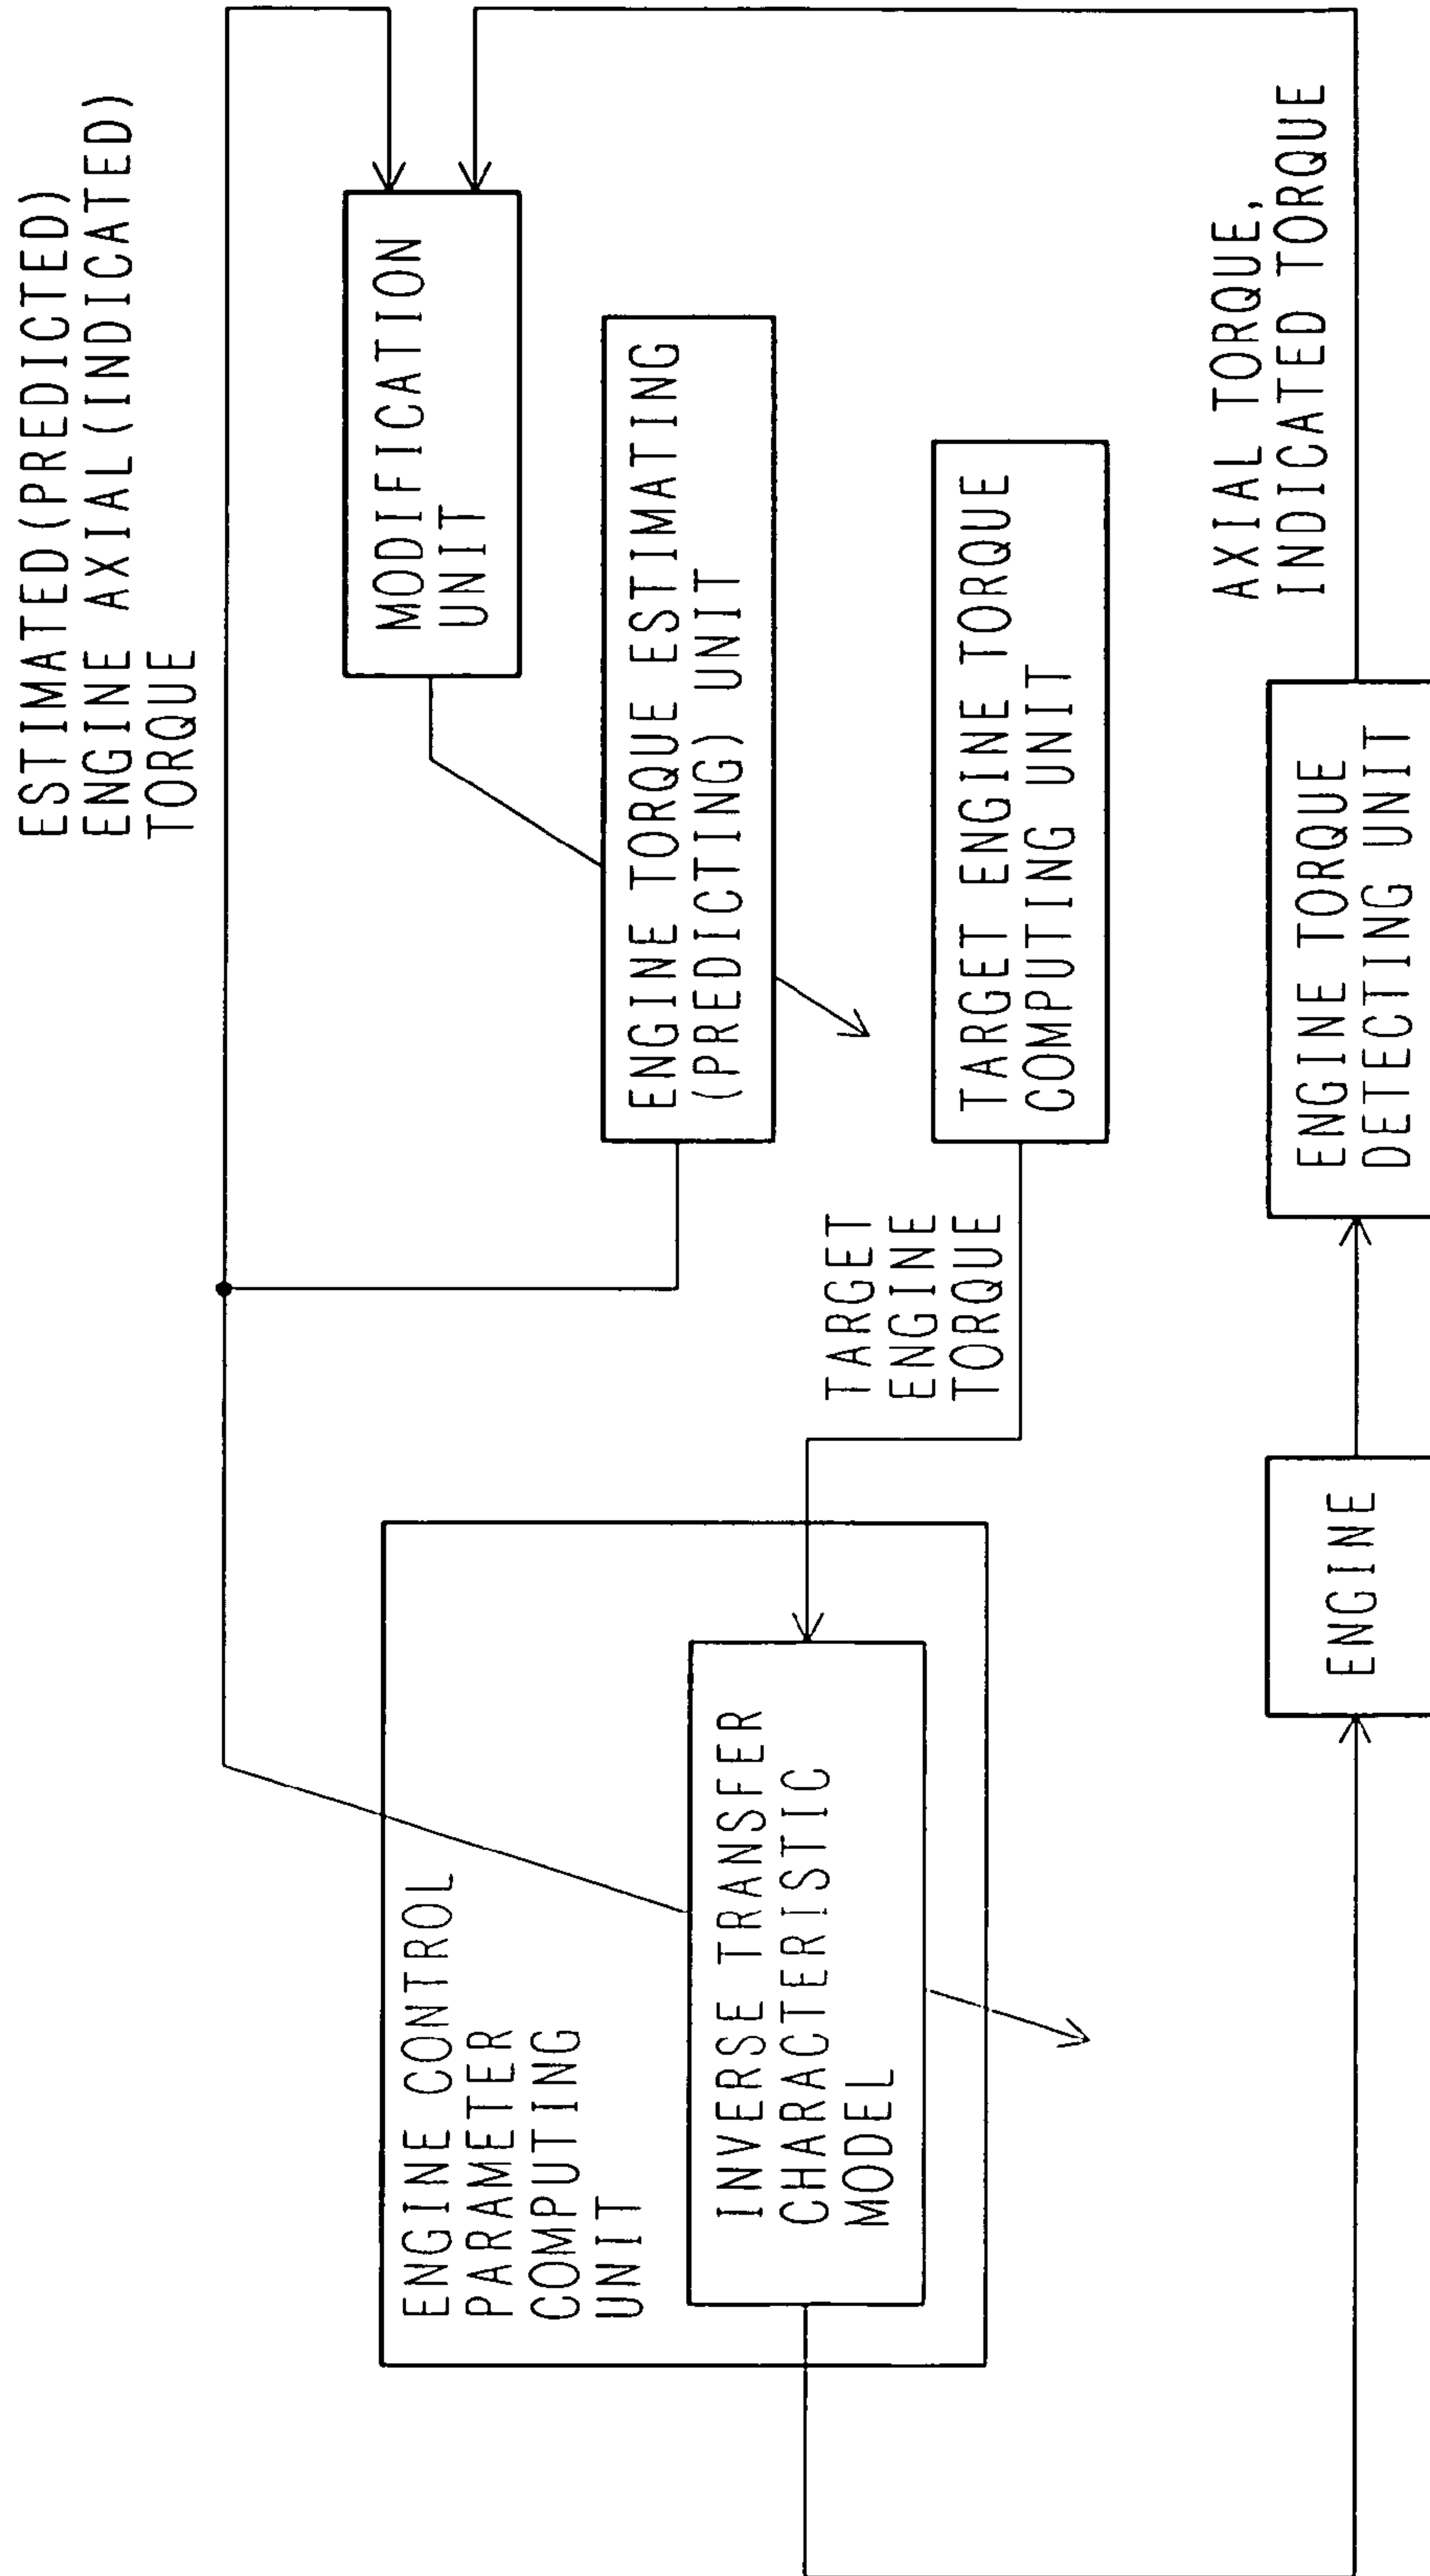 ESTIMATED(PREDICTED)
ENGINE AXIAL(INDICATED)
TORQUE
ENGINE CONTROL
PARAMETER
COMPUTING
UNIT
INVERSE TRANSFER
CHARACTERISTIC
MODEL
MODIFICATION
UNIT
ENGINE TORQUE ESTIMATING
(PREDICTING) UNIT
TARGET
ENGINE
TORQUE
TARGET ENGINE TORQUE
COMPUTING UNIT
ENGINE
ENGINE TORQUE
DETECTING UNIT
AXIAL TORQUE,
INDICATED TORQUE